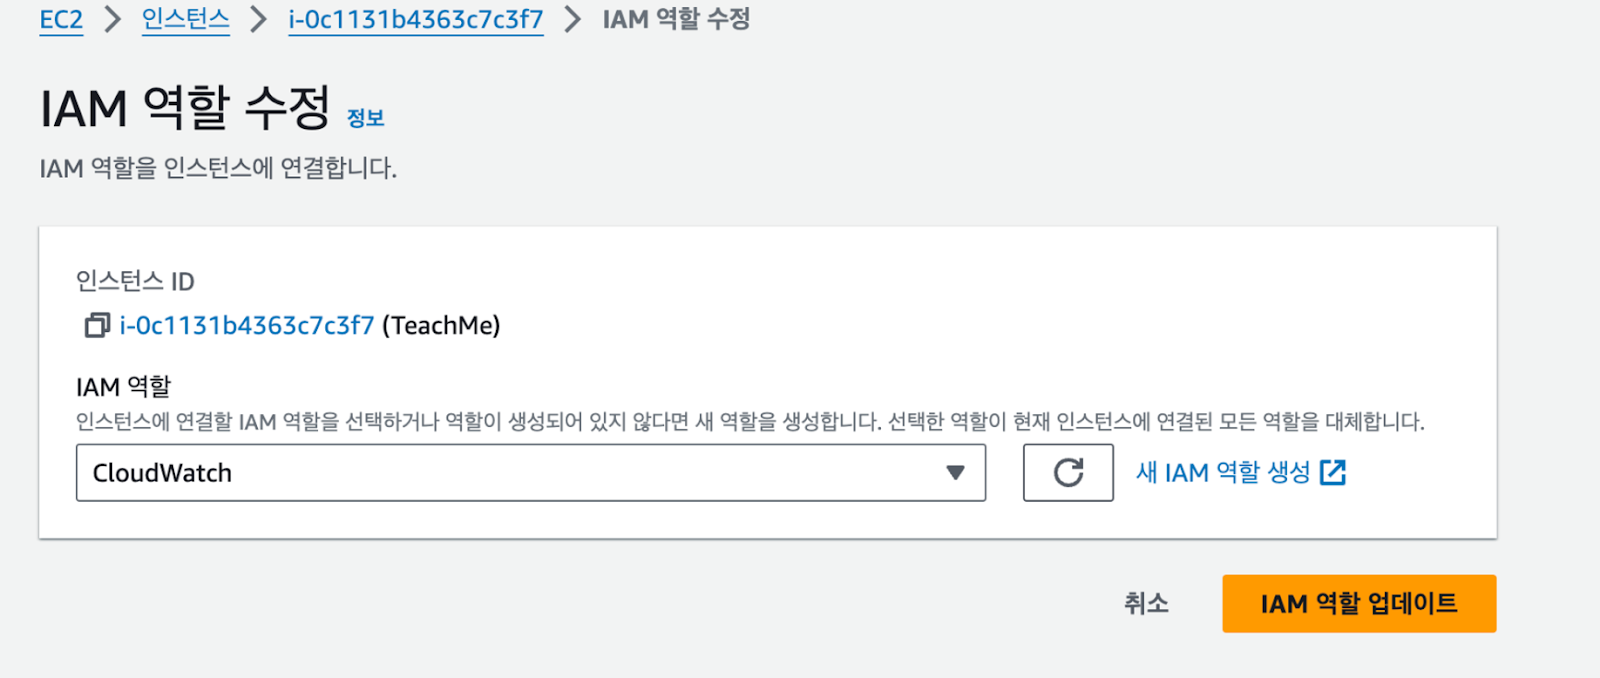 EC2 > 인스턴스 > i-0c1131b4363c7c3f7 > IAM 역할 수정
IAM 역할 수정 정보
IAM 역할을 인스턴스에 연결합니다.
인스턴스 ID
i-0c1131b4363c7c3f7 (TeachMe)
IAM 역할
인스턴스에 연결할 IAM 역할을 선택하거나 역할이 생성되어 있지 않다면 새 역할을 생성합니다. 선택한 역할이 현재 인스턴스에 연결된 모든 역할을 대체합니다.
CloudWatch 새 IAM 역할 생성
취소 IAM 역할 업데이트